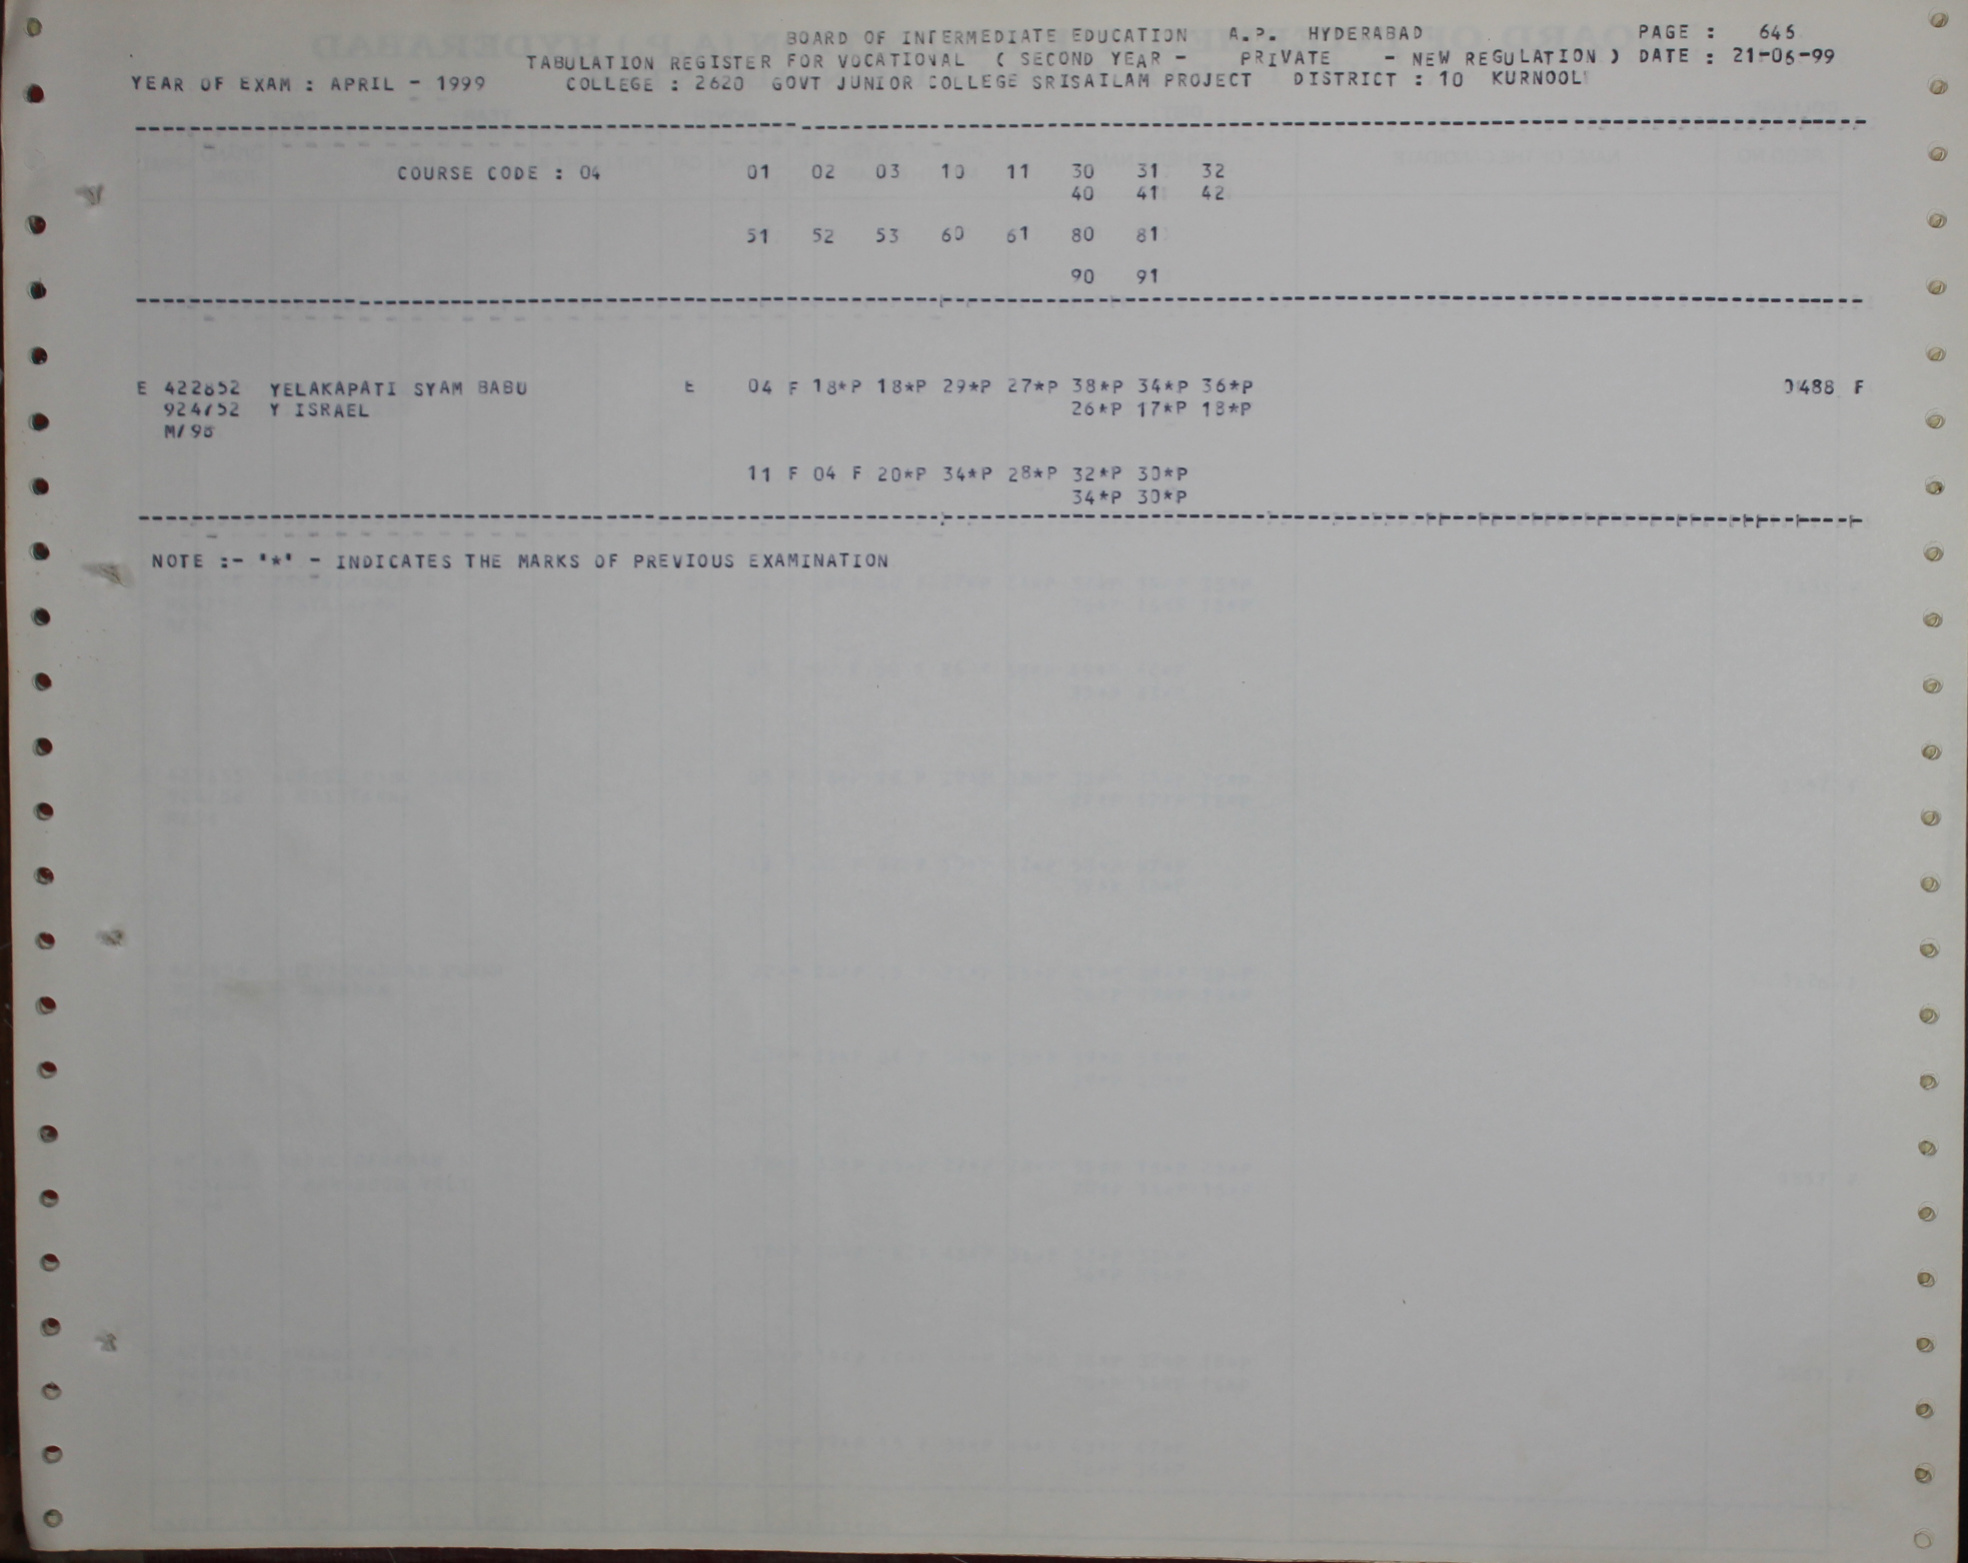 BOARD OF INTERMEDIATE EDUCATION A.P. HYDERABAD PAGE : 646
TABULATION REGISTER FOR VOCATIONAL ( SECOND YEAR - PRIVATE - NEW REGULATION ) DATE : 21-06-99
YEAR OF EXAM : APRIL - 1999 COLLEGE : 2620 GOVT JUNIOR COLLEGE SRISAILAM PROJECT DISTRICT : 10 KURNOOL
COURSE CODE : 04 01 02 03 10 11 30 31 32
40 41 42
51 52 53 60 61 80 81
90 91
E 422852 YELAKAPATI SYAM BABU E 04 F 18*P 18*P 29*P 27*P 38*P 34*P 36*P 0488 F
924752 Y ISRAEL 26*P 17*P 18*P
M/98
11 F 04 F 20*P 34*P 28*P 32*P 30*P
34*P 30*P
NOTE :- '*' - INDICATES THE MARKS OF PREVIOUS EXAMINATION